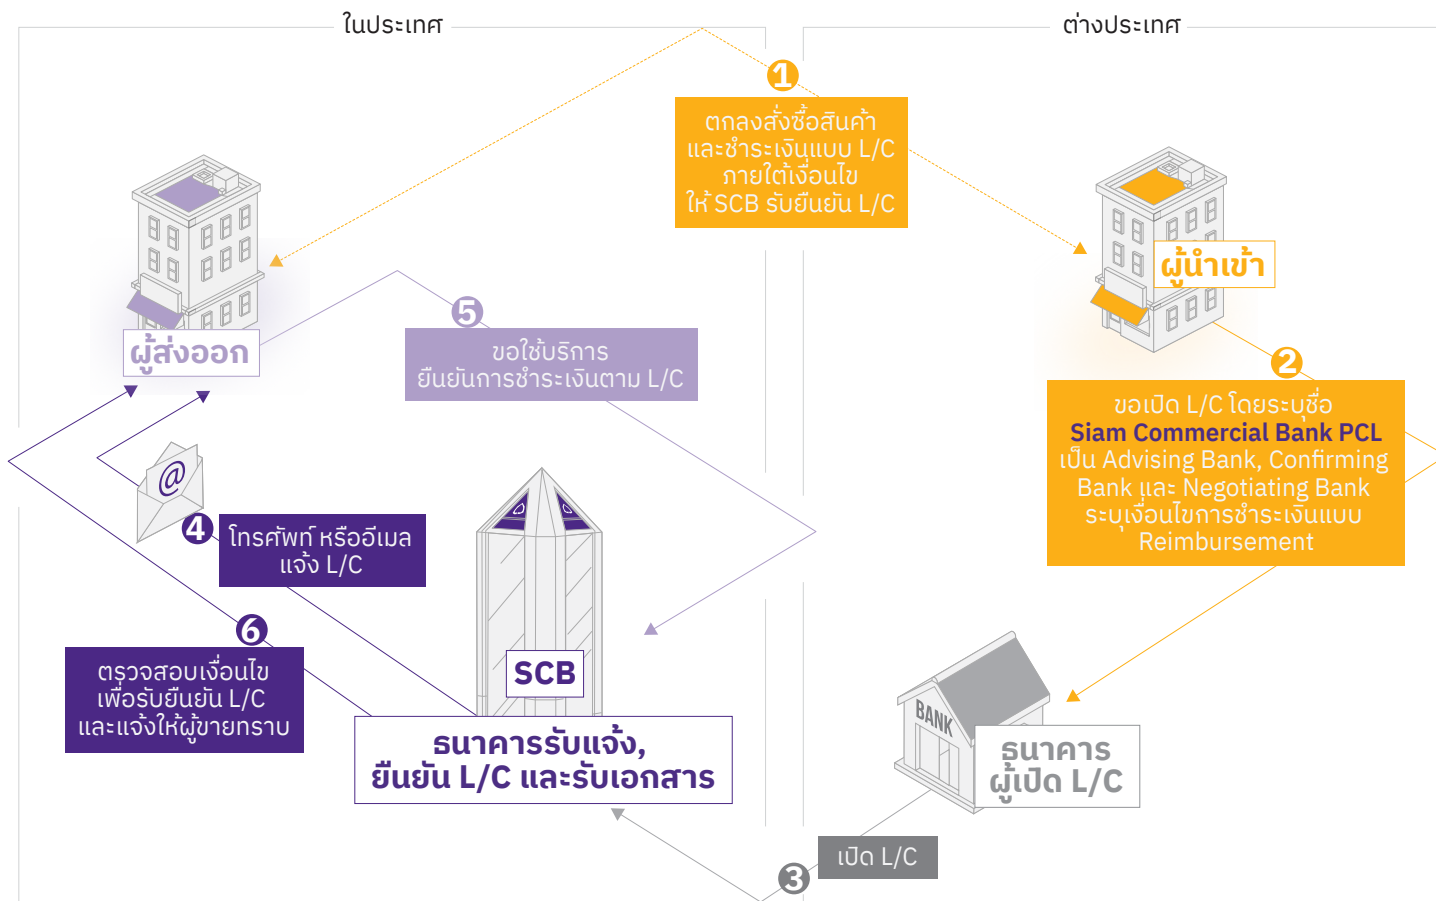 ในประเทศ
ต่างประเทศ
1
ตกลงสั่งซื้อสินค้า
และชำระเงินแบบ L/C
ภายใต้เงื่อนไข
ให้ SCB รับยืนยัน L/C
ผู้นำเข้า
ผู้ส่งออก
5
ขอใช้บริการ
ยืนยันการชำระเงินตาม L/C
2
ขอเปิด L/C โดยระบุชื่อ
Siam Commercial Bank PCL
เป็น Advising Bank, Confirming
Bank และ Negotiating Bank
ระบุเงื่อนไขการชำระเงินแบบ
Reimbursement
@
4
โทรศัพท์ หรืออีเมล
แจ้ง L/C
6
ตรวจสอบเงื่อนไข
เพื่อรับยืนยัน L/C
และแจ้งให้ผู้ขายทราบ
SCB
ธนาคารรับแจ้ง,
ยืนยัน L/C และรับเอกสาร
BANK
ธนาคาร
ผู้เปิด L/C
3
เปิด L/C